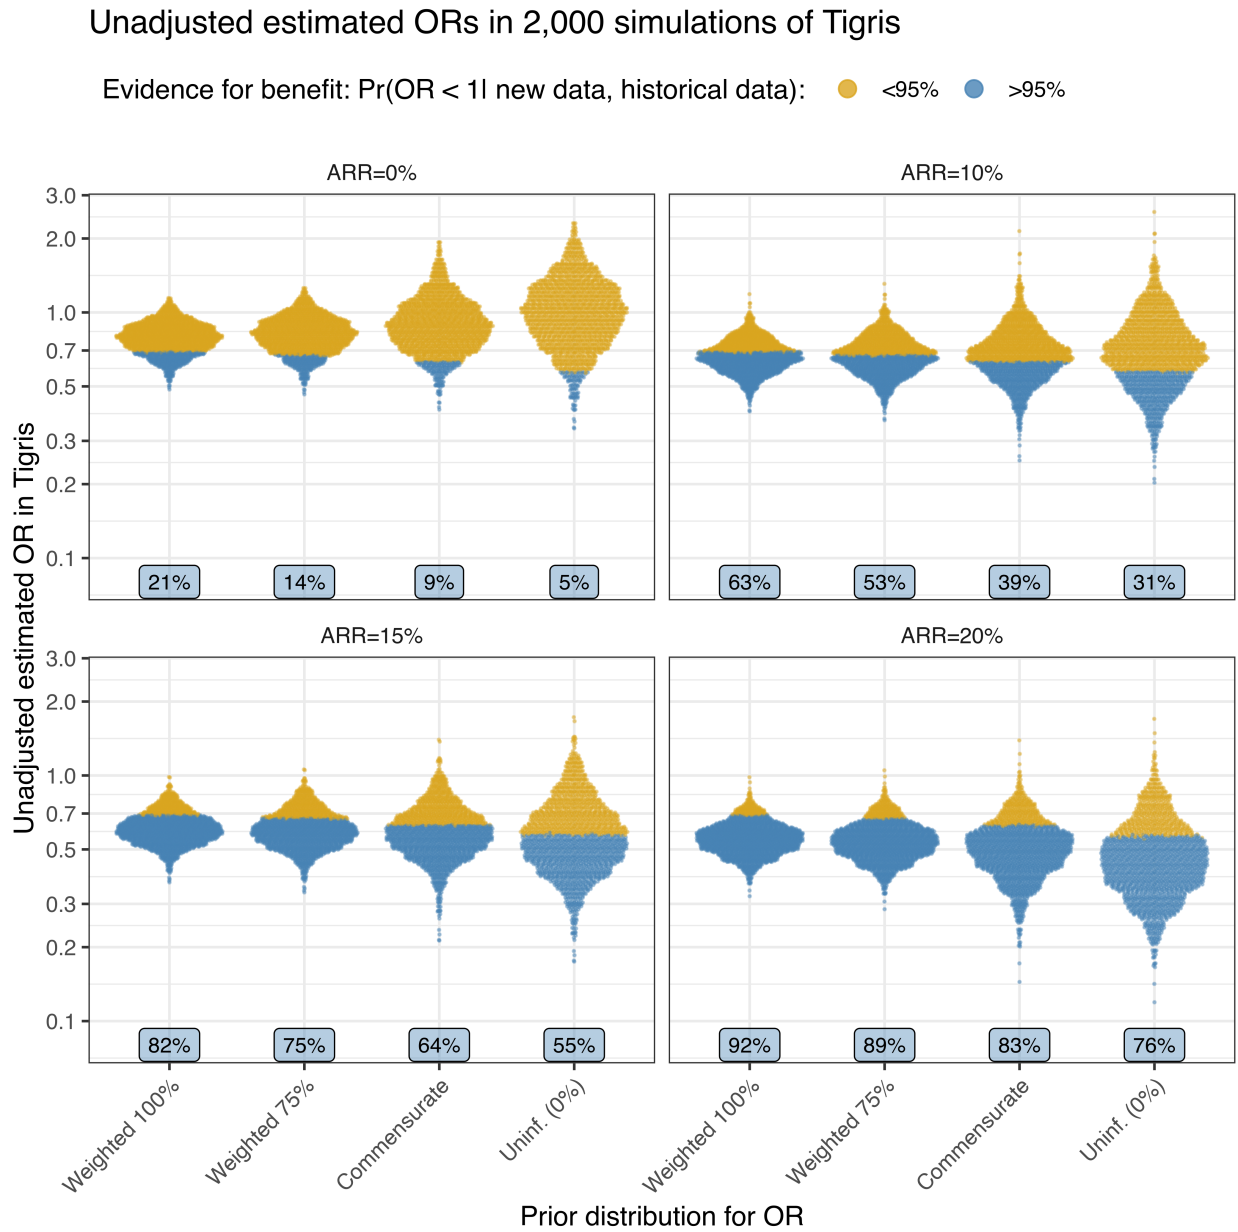 Unadjusted estimated ORs in 2,000 simulations of Tigris
Evidence for benefit: Pr(OR < 1| new data, historical data): <95% >95%
Unadjusted estimated OR in Tigris
ARR=0%
3.0
2.0
1.0
0.7
0.5
0.3
0.2
0.1
21% 14% 9% 5%
ARR=10%
63% 53% 39% 31%
ARR=15%
3.0
2.0
1.0
0.7
0.5
0.3
0.2
0.1
82% 75% 64% 55%
ARR=20%
92% 89% 83% 76%
Weighted 100%
Weighted 75%
Commensurate
Uninf. (0%)
Weighted 100%
Weighted 75%
Commensurate
Uninf. (0%)
Prior distribution for OR